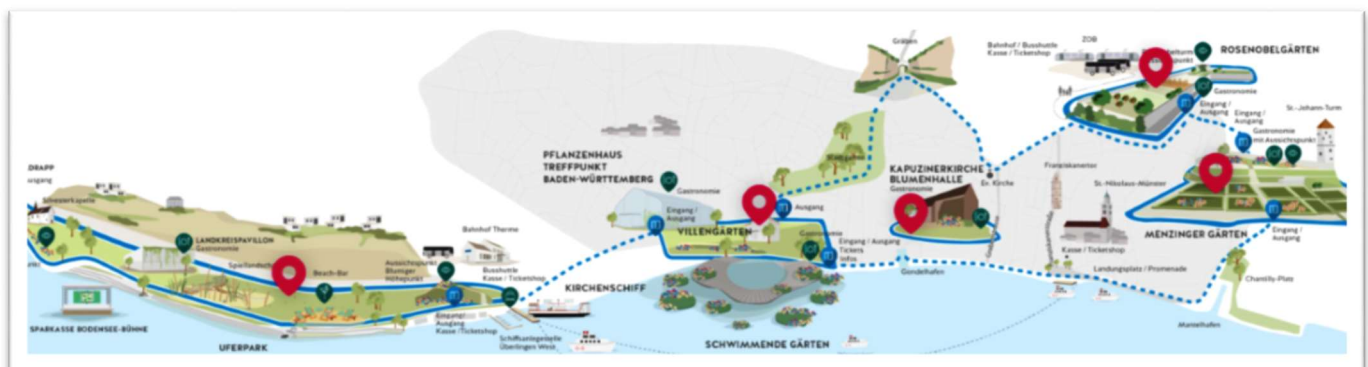 DRAPP
usgang
Silvesterkapelle
LANDKREISPAVILLON
Gastronomie
Beach-Bar
SPARKASSE BODENSEE-BÜHNE
UFERPARK
Aussichtspunkt
Blumiger
Höhepunkt
Eingang/
Ausgang
Kasse/Ticketshop
Bahnhof Therme
Busshuttle
Kasse / Ticketshop
Schiffsanlegestelle
Überlingen West
KIRCHENSCHIFF
PFLANZENHAUS
TREFFPUNKT
BADEN-WÜRTTEMBERG
Gastronomie
Eingang /
Ausgang
VILLENGÄRTEN
Ausgang
Gastronomie
Eingang / Ausgang
Tickets
Infos
SCHWIMMENDE GÄRTEN
Gräben
KAPUZINERKIRCHE
BLUMENHALLE
Gastronomie
Ev. Kirche
Gondelhafen
Bahnhof / Busshuttle
Kasse / Ticketshop
ZOB
ROSENOBELGÄRTEN
Gastronomie
Eingang /
Ausgang
Eingang /
Ausgang
Gastronomie
mit Aussichtspunkt
St.-Johann-Turm
Franziskanertor
St.-Nikolaus-Münster
Kasse / Ticketshop
Landungsplatz / Promenade
MENZINGER GÄRTEN
Eingang /
Ausgang
Chantilly-Platz
Mantelhafen